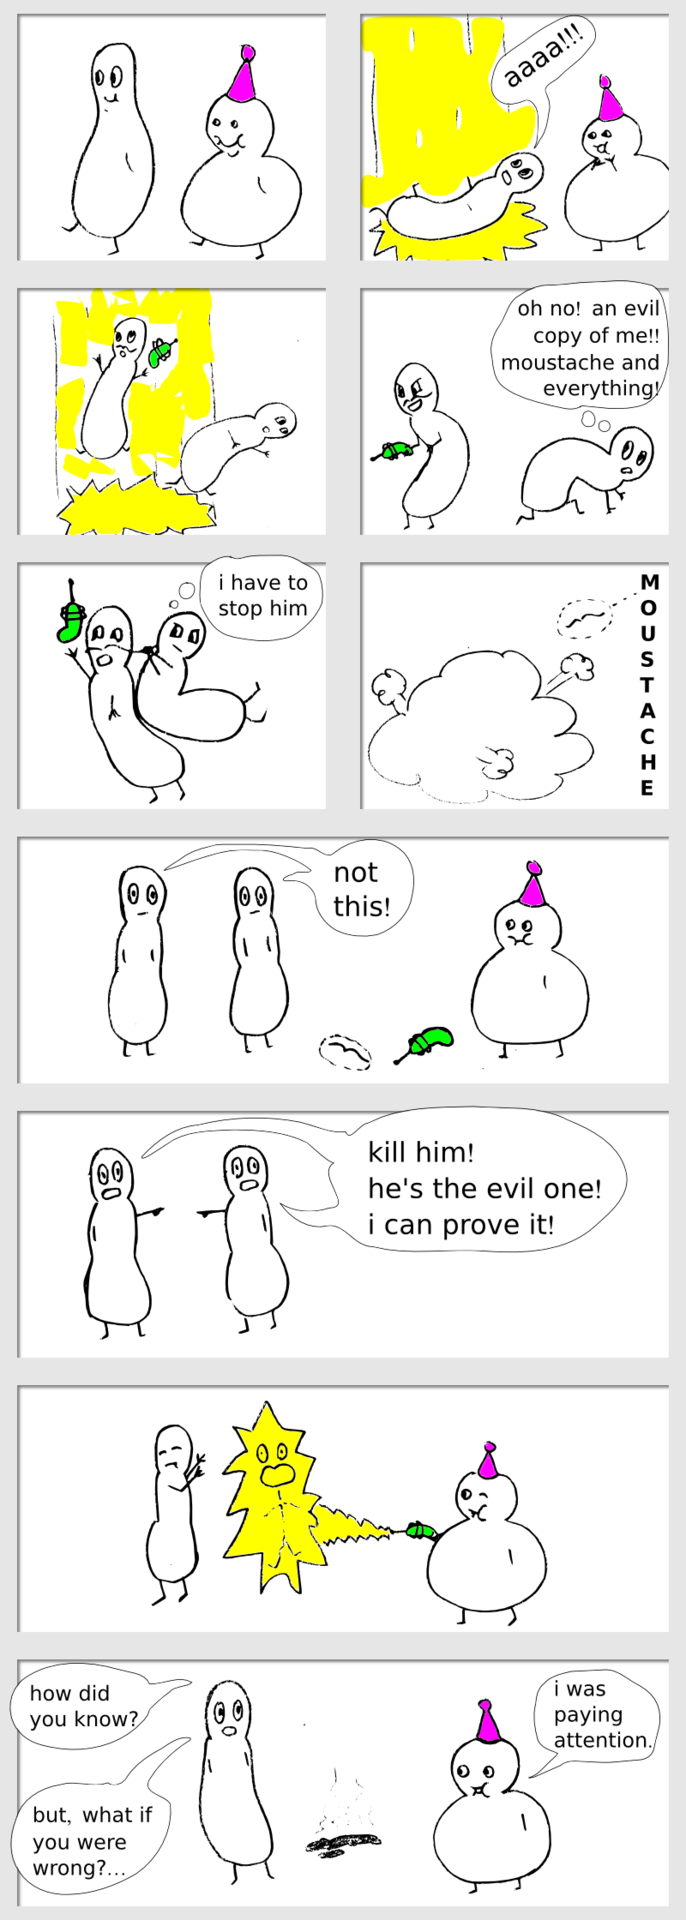 aaaa!!!
oh no! an evil
copy of me!!
moustache and
everything!
i have to
stop him
MOUSTACHE
not
this!
kill him!
he's the evil one!
i can prove it!
how did
you know?
i was
paying
attention.
but, what if
you were
wrong?...